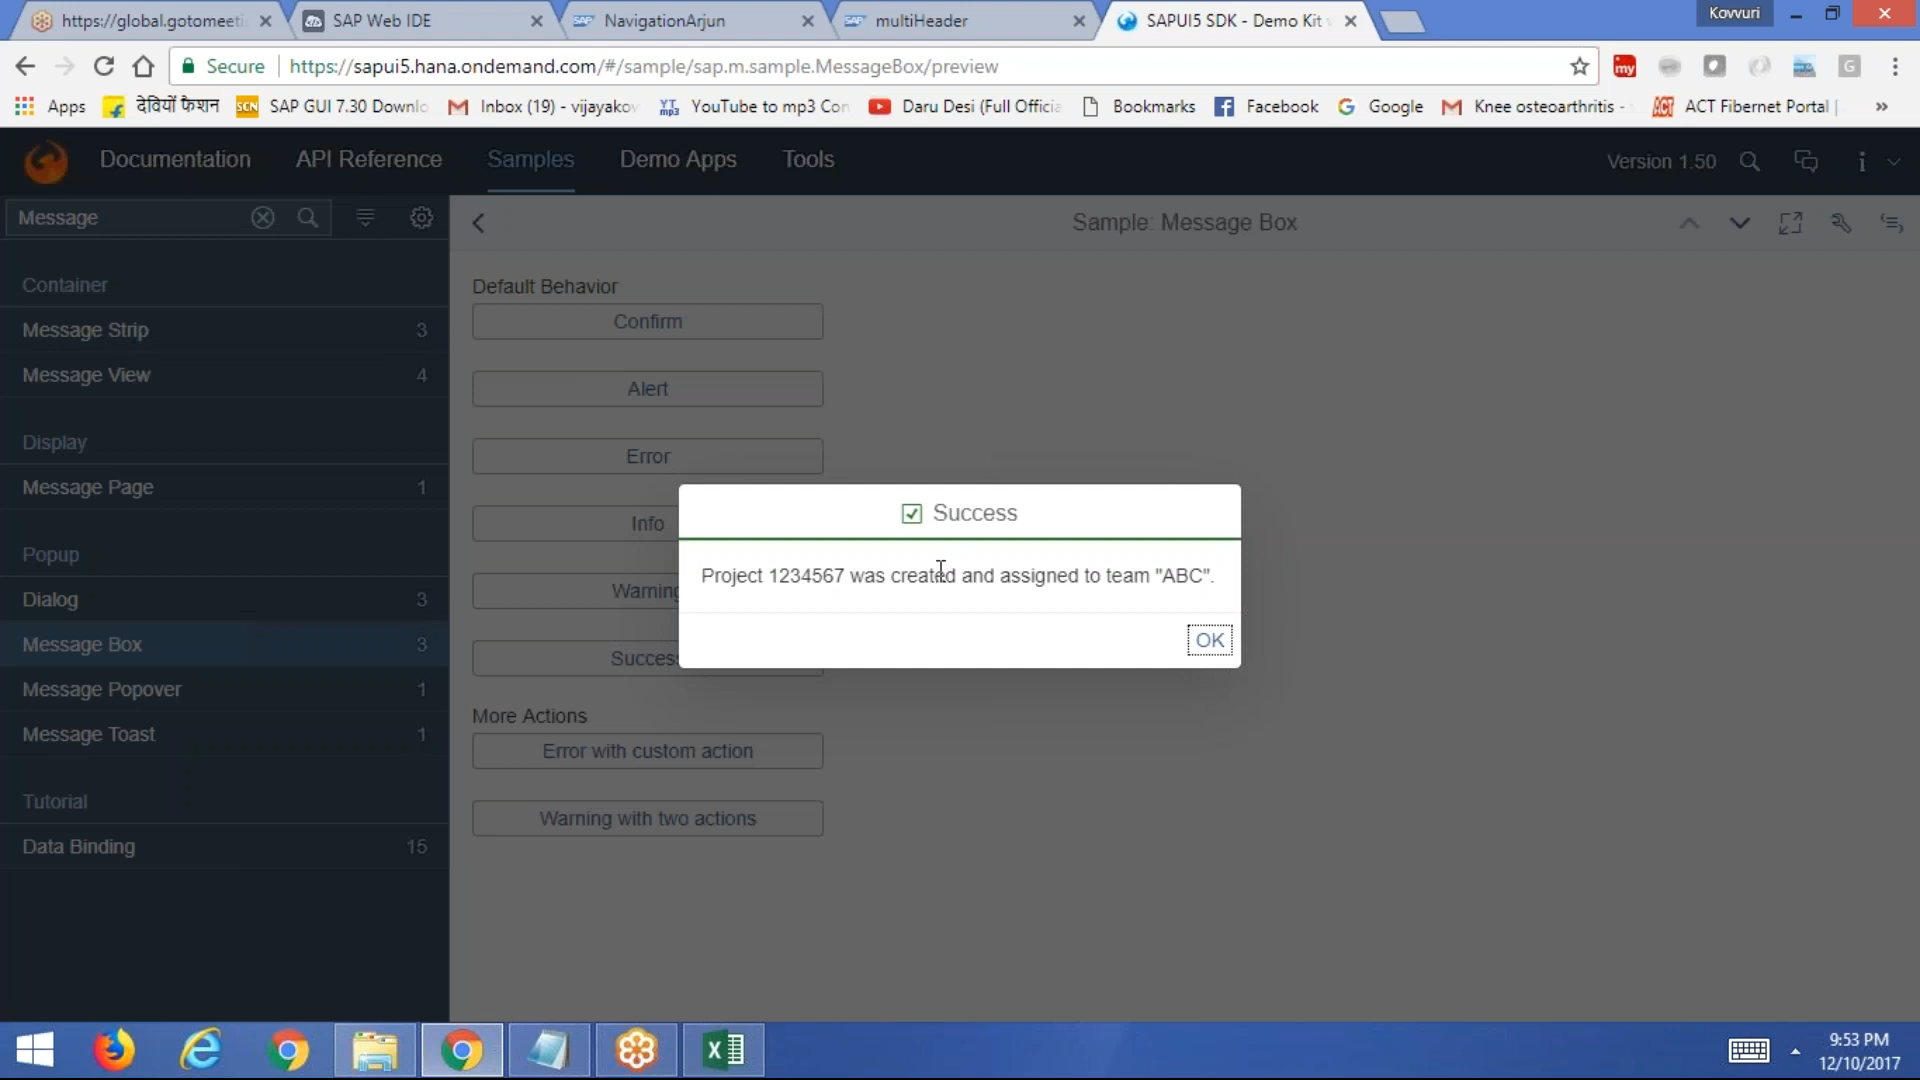 https://global.gotomeeti
SAP Web IDE
NavigationArjun
multiHeader
SAPUI5 SDK - Demo Kit
Kovvuri
Secure
https://sapui5.hana.ondemand.com/#/sample/sap.m.sample.MessageBox/preview
Apps
देवियों फैशन
SAP GUI 7.30 Downlo
Inbox (19) - vijayakov
YouTube to mp3 Con
Daru Desi (Full Officia
Bookmarks
Facebook
Google
Knee osteoarthritis -
ACT Fibernet Portal |
Documentation
API Reference
Samples
Demo Apps
Tools
Version 1.50
Message
Sample: Message Box
Container
Message Strip 3
Message View 4
Display
Message Page 1
Popup
Dialog 3
Message Box 3
Message Popover 1
Message Toast 1
Tutorial
Data Binding 15
Default Behavior
Confirm
Alert
Error
Info
Warning
Success
More Actions
Error with custom action
Warning with two actions
Success
Project 1234567 was created and assigned to team "ABC".
OK
9:53 PM
12/10/2017